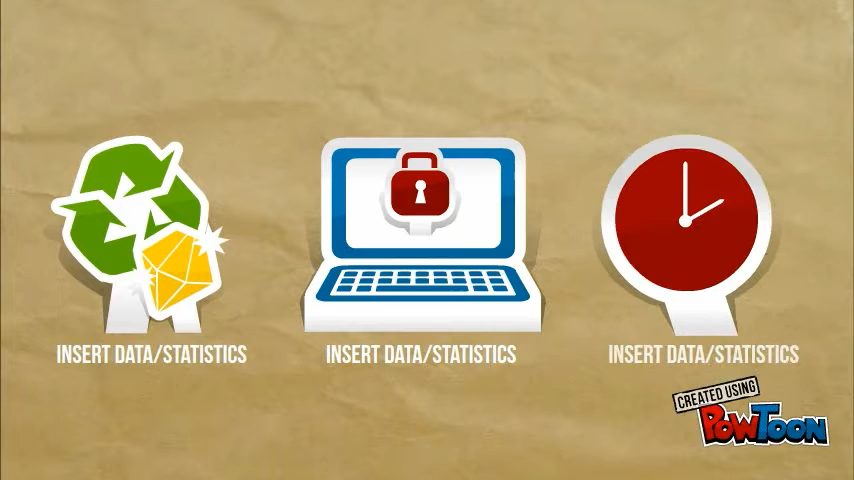 INSERT DATA/STATISTICS
INSERT DATA/STATISTICS
INSERT DATA/STATISTICS
CREATED USING
POWTOON